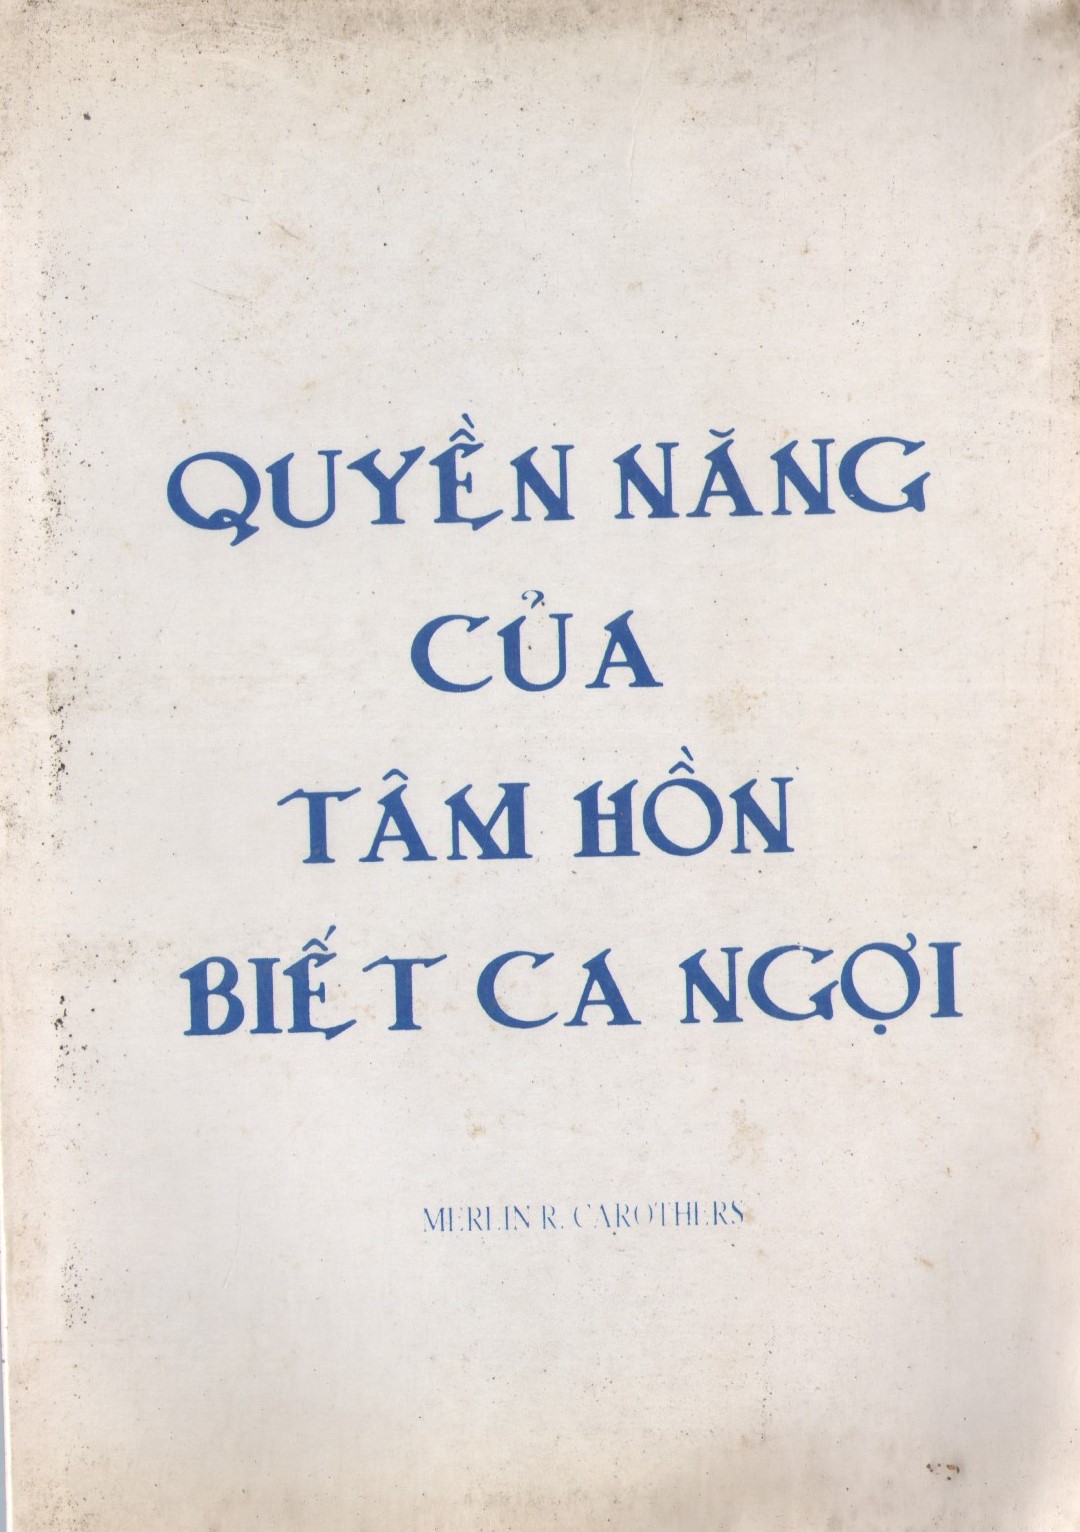 QUYỀN NĂNG
CỦA
TÂM HỒN
BIẾT CA NGỢI
MERLIN R. CAROTHERS